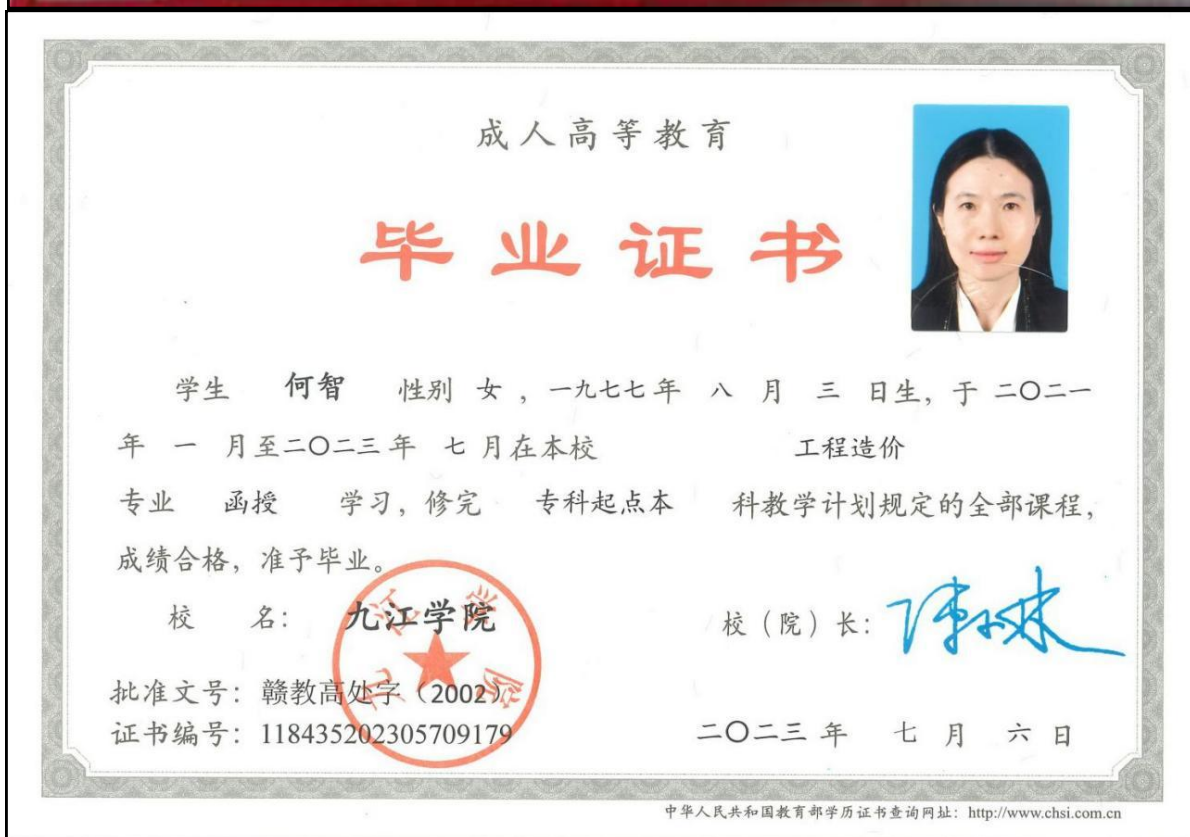 成人高等教育
毕业证书
学生 何智 性别 女 ，一九七七年 八 月 三 日生，于 二〇二一
年 一 月至二〇二三年 七 月在本校 工程造价
专业 函授 学习，修完 专科起点本 科教学计划规定的全部课程，
成绩合格，准予毕业。
校 名： 九江学院
校（院）长：
九江学院
批准文号：赣教高处字（2002）
证书编号：118435202305709179
二〇二三 年 七 月 六 日
中华人民共和国教育部学历证书查询网址：http://www.chsi.com.cn